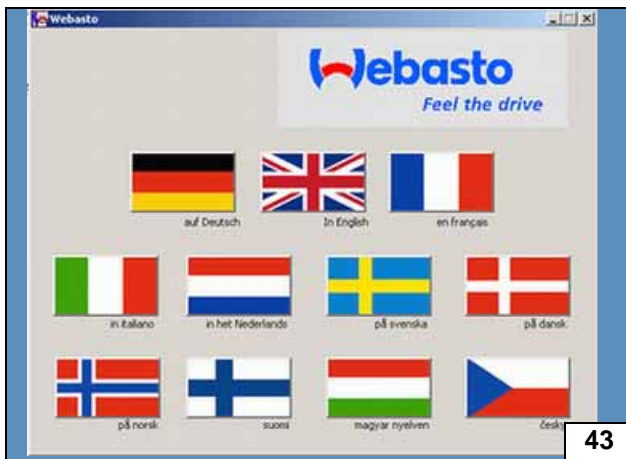 Webasto
Webasto
Feel the drive
auf Deutsch
In English
en français
in italiano
in het Nederlands
på svenska
på dansk
på norsk
suomi
magyar nyelven
česky
43